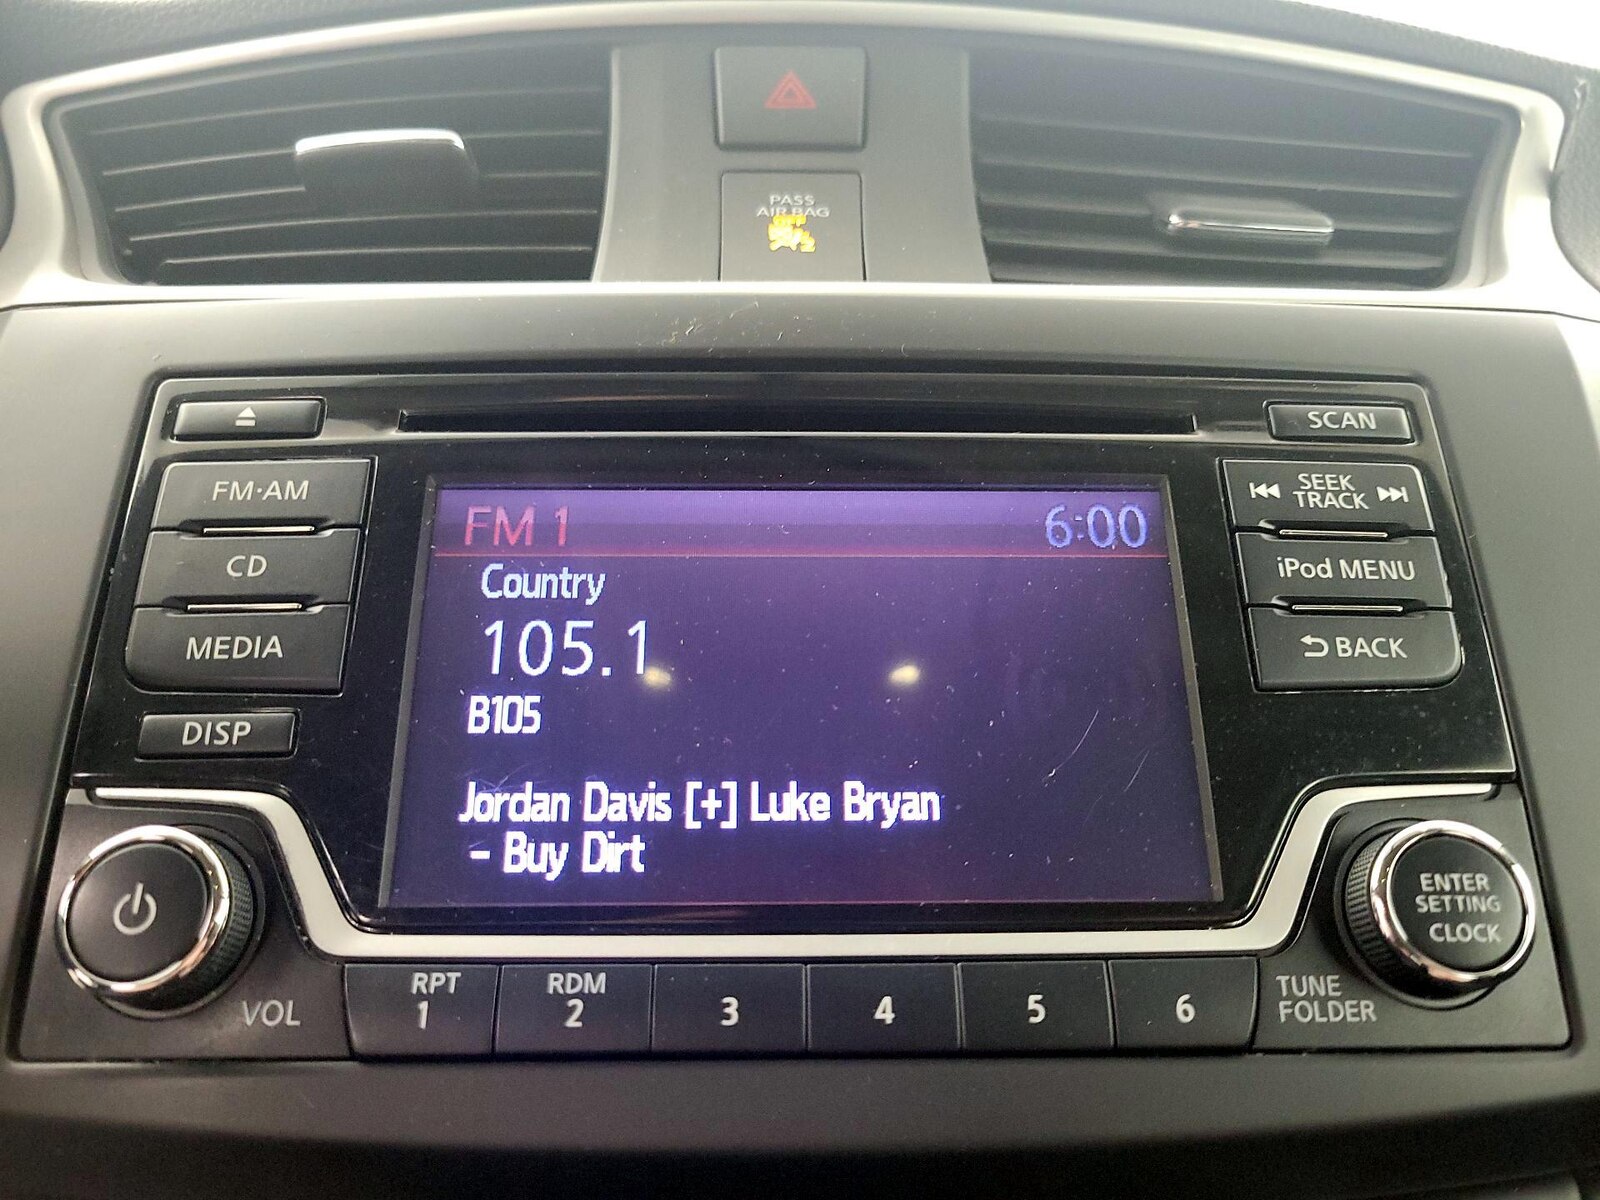 PASS
AIR BAG
OFF
SCAN
FM·AM
CD
MEDIA
DISP
FM 1
6:00
Country
105.1
B105
Jordan Davis [+] Luke Bryan
- Buy Dirt
SEEK
TRACK
iPod MENU
BACK
VOL
RPT
1
RDM
2
3
4
5
6
TUNE
FOLDER
ENTER
SETTING
CLOCK